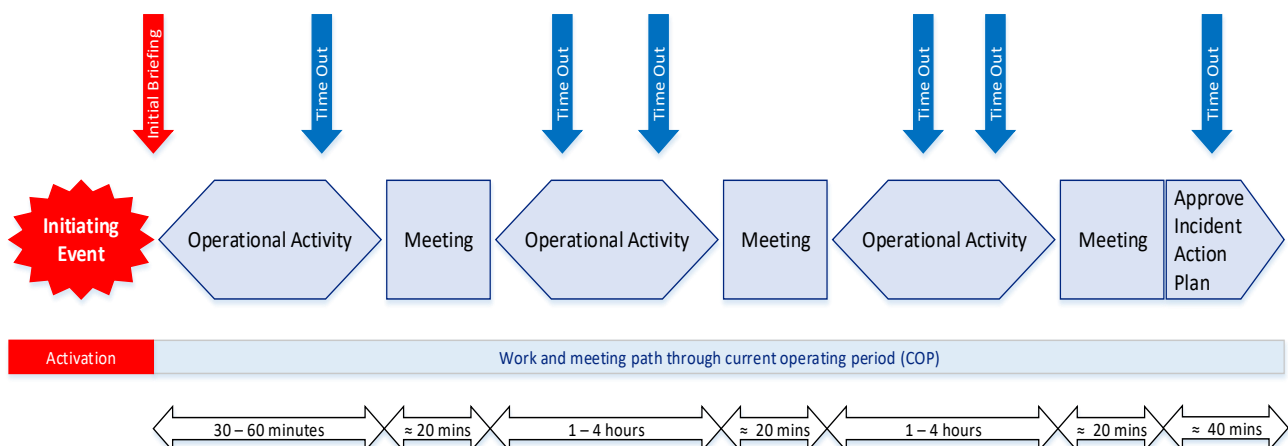 Initial Briefing
Time Out
Time Out
Time Out
Time Out
Time Out
Time Out
Initiating
Event
Operational Activity
Meeting
Operational Activity
Meeting
Operational Activity
Meeting
Approve
Incident
Action
Plan
Activation
Work and meeting path through current operating period (COP)
30 – 60 minutes
≈ 20 mins
1 – 4 hours
≈ 20 mins
1 – 4 hours
≈ 20 mins
≈ 40 mins